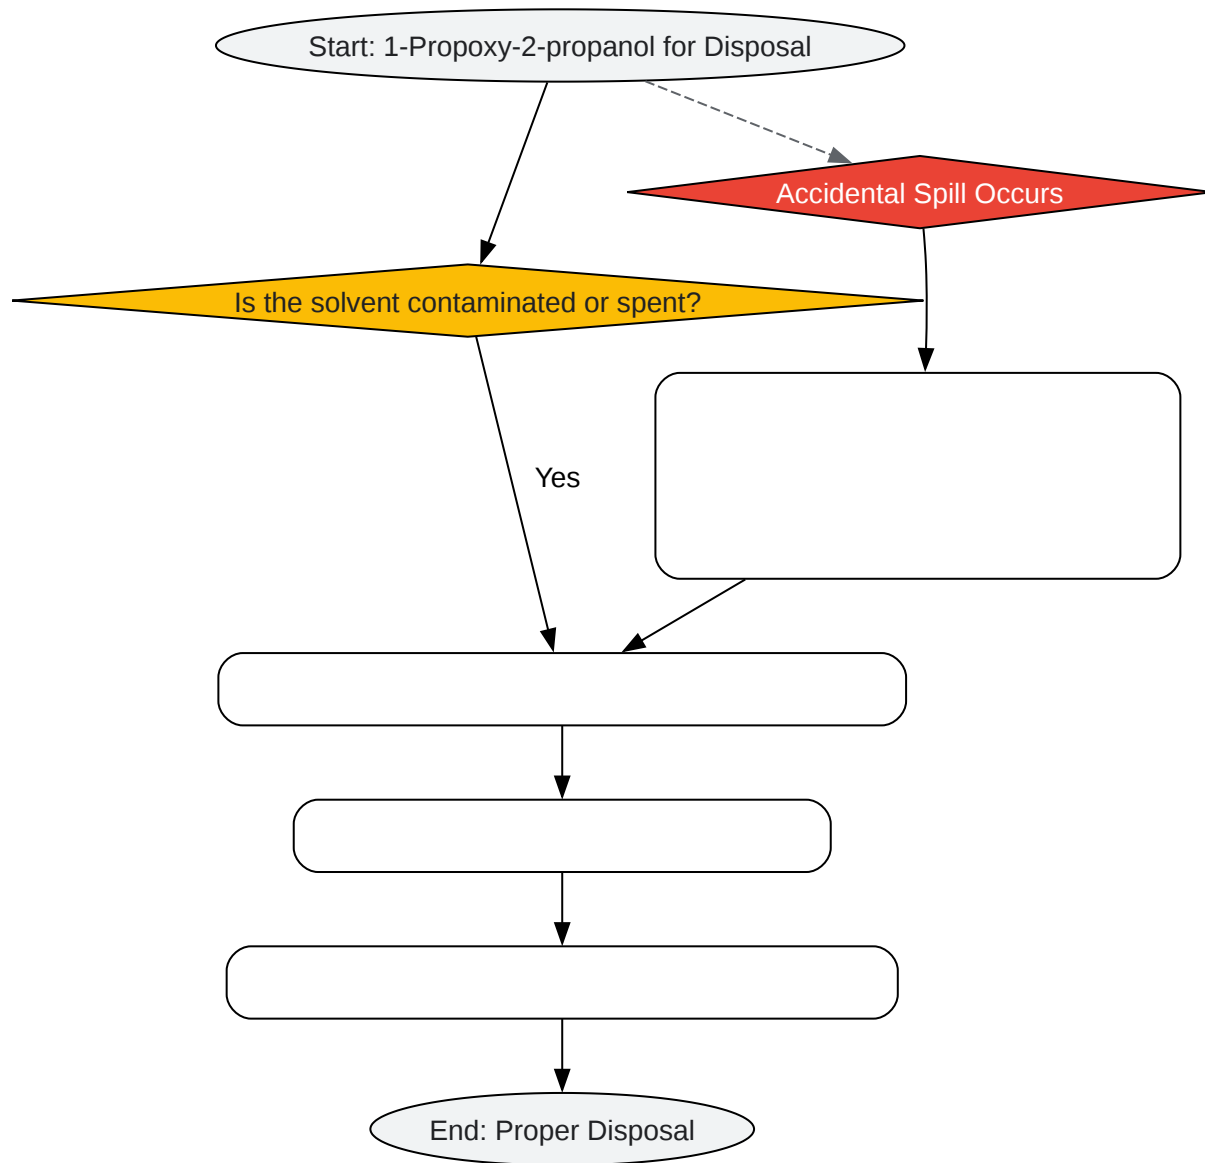 Start: 1-Propoxy-2-propanol for Disposal
Accidental Spill Occurs
Is the solvent contaminated or spent?
Yes
End: Proper Disposal